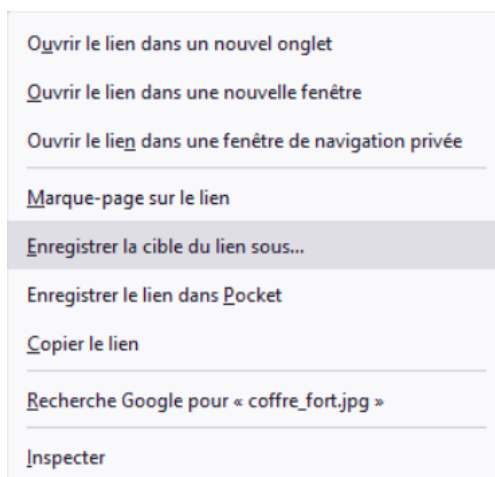 Ouvrir le lien dans un nouvel onglet
Ouvrir le lien dans une nouvelle fenêtre
Ouvrir le lien dans une fenêtre de navigation privée
Marque-page sur le lien
Enregistrer la cible du lien sous...
Enregistrer le lien dans Pocket
Copier le lien
Recherche Google pour « coffre_fort.jpg »
Inspecter